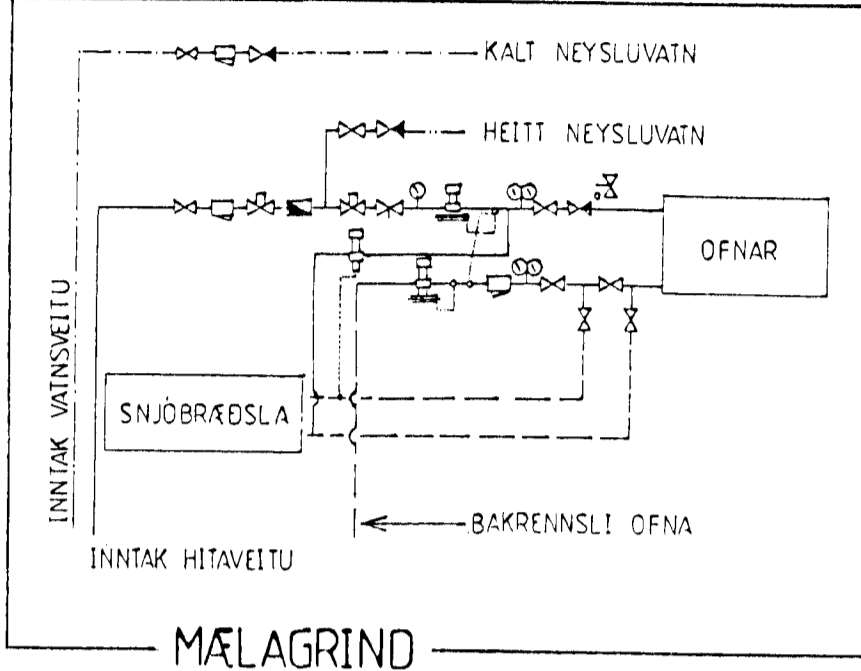 KALT NEYSLUVATN
HEITT NEYSLUVATN
OFNAR
INNTAK VATNSVEITU
SNJÓBRÆÐSLA
BAKRENNSLI OFNA
INNTAK HITAVEITU
MÆLAGRIND